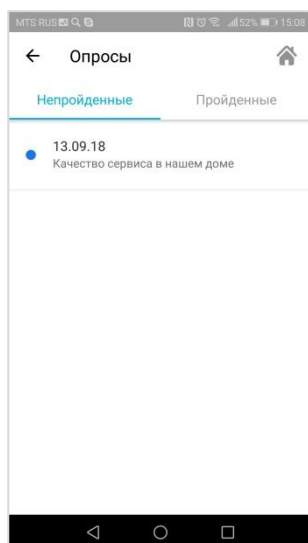 MTS RUS 52% 15:08
Опросы
Непройденные Пройденные
13.09.18
Качество сервиса в нашем доме